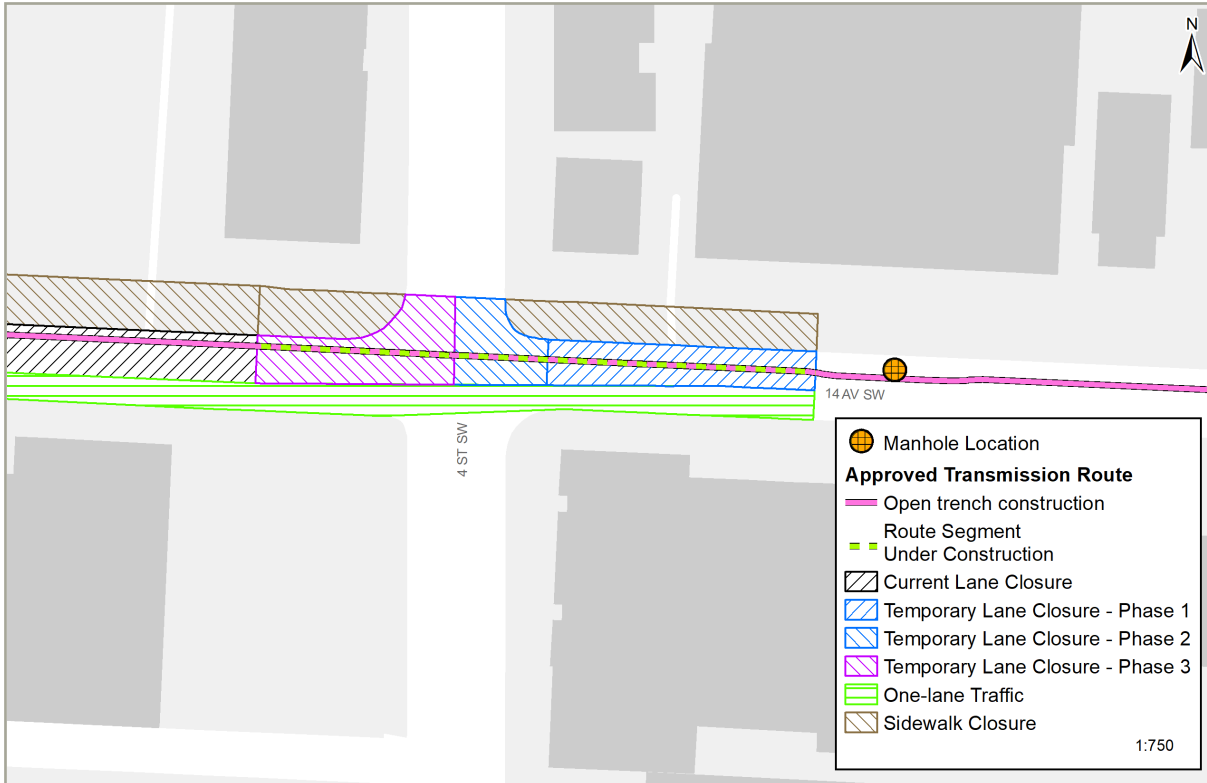 N
14 AV SW
4 ST SW
Manhole Location
Approved Transmission Route
Open trench construction
Route Segment
Under Construction
Current Lane Closure
Temporary Lane Closure - Phase 1
Temporary Lane Closure - Phase 2
Temporary Lane Closure - Phase 3
One-lane Traffic
Sidewalk Closure
1:750